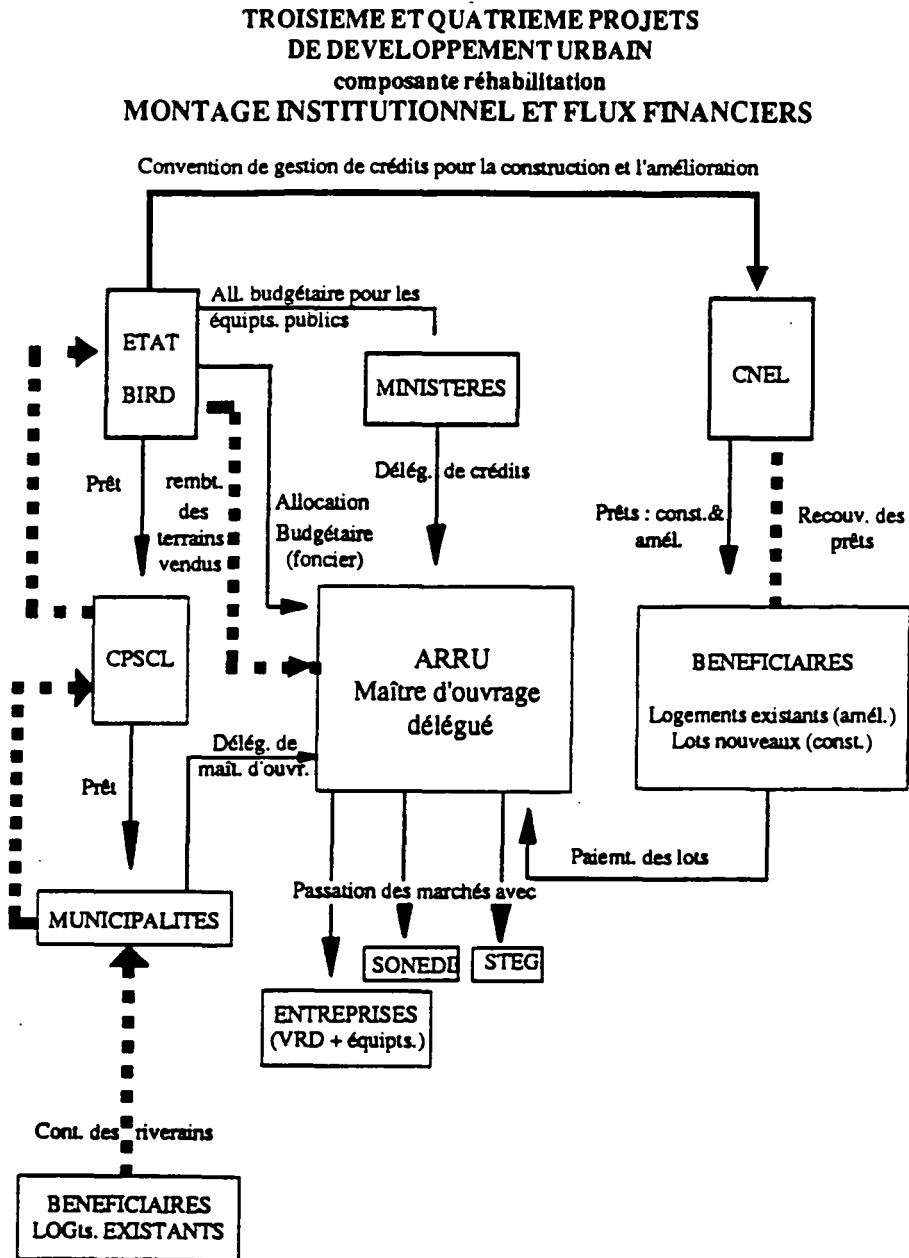 TROISIEME ET QUATRIEME PROJETS
DE DEVELOPPEMENT URBAIN
composante réhabilitation
MONTAGE INSTITUTIONNEL ET FLUX FINANCIERS
Convention de gestion de crédits pour la construction et l'amélioration
All. budgétaire pour les
équipts. publics
ETAT
BIRD
MINISTERES
CNEL
Prêt
rembt.
des
terrains
vendus
Allocation
Budgétaire
(foncier)
Délég. de crédits
Prêts : const.&
amél.
Recouv. des
prêts
CPSCL
ARRU
Maître d'ouvrage
délégué
BENEFICIAIRES
Logements existants (amél.)
Lots nouveaux (const.)
Prêt
Délég. de
maît. d'ouvr.
Paiemt. des lots
Passation des marchés avec
MUNICIPALITES
SONEDE
STEG
ENTREPRISES
(VRD + équipts.)
Cont. des riverains
BENEFICIAIRES
LOGts. EXISTANTS